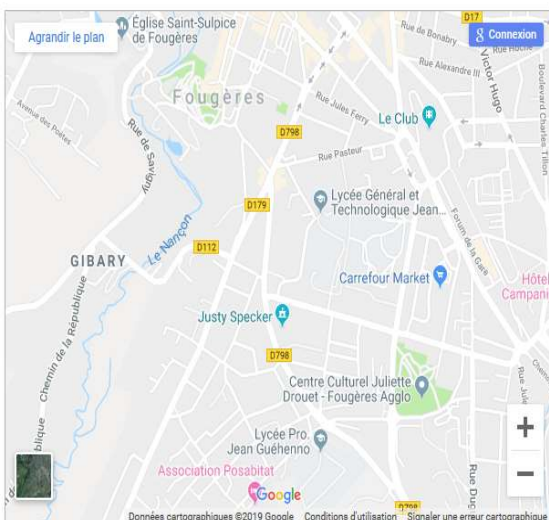 Agrandir le plan
Église Saint-Sulpice
de Fougères
D17
Connexion
Rue de Bonabry
Rue Roche
Victor Hugo
Boulevard Charles Tillon
Rue Alexandre III
Fougères
Rue Jules Ferry
Le Club
Avenue des Poètes
Rue de Savigny
D798
Rue Pasteur
D179
Lycée Général et
Technologique Jean...
Forum de la Gare
Le Nançon
D112
GIBARY
Carrefour Market
Hôtel
Campani
Chemin de la République
Justy Specker
D798
Centre Culturel Juliette
Drouet - Fougères Agglo
Rue Jule
Lycée Pro.
Jean Guéhenno
Association Posabitat
Google
+
−
D798
Données cartographiques ©2019 Google Conditions d'utilisation Signaler une erreur cartographique